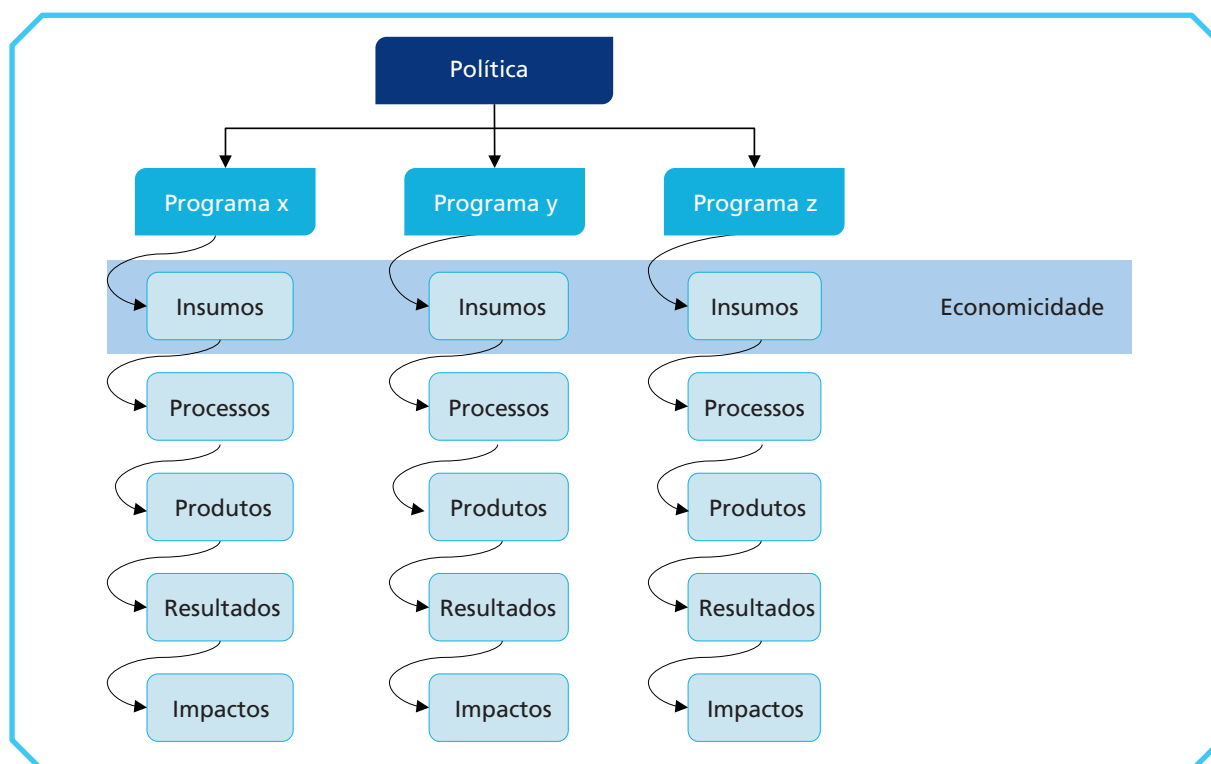 Política
Programa x
Programa y
Programa z
Insumos
Insumos
Insumos
Economicidade
Processos
Processos
Processos
Produtos
Produtos
Produtos
Resultados
Resultados
Resultados
Impactos
Impactos
Impactos